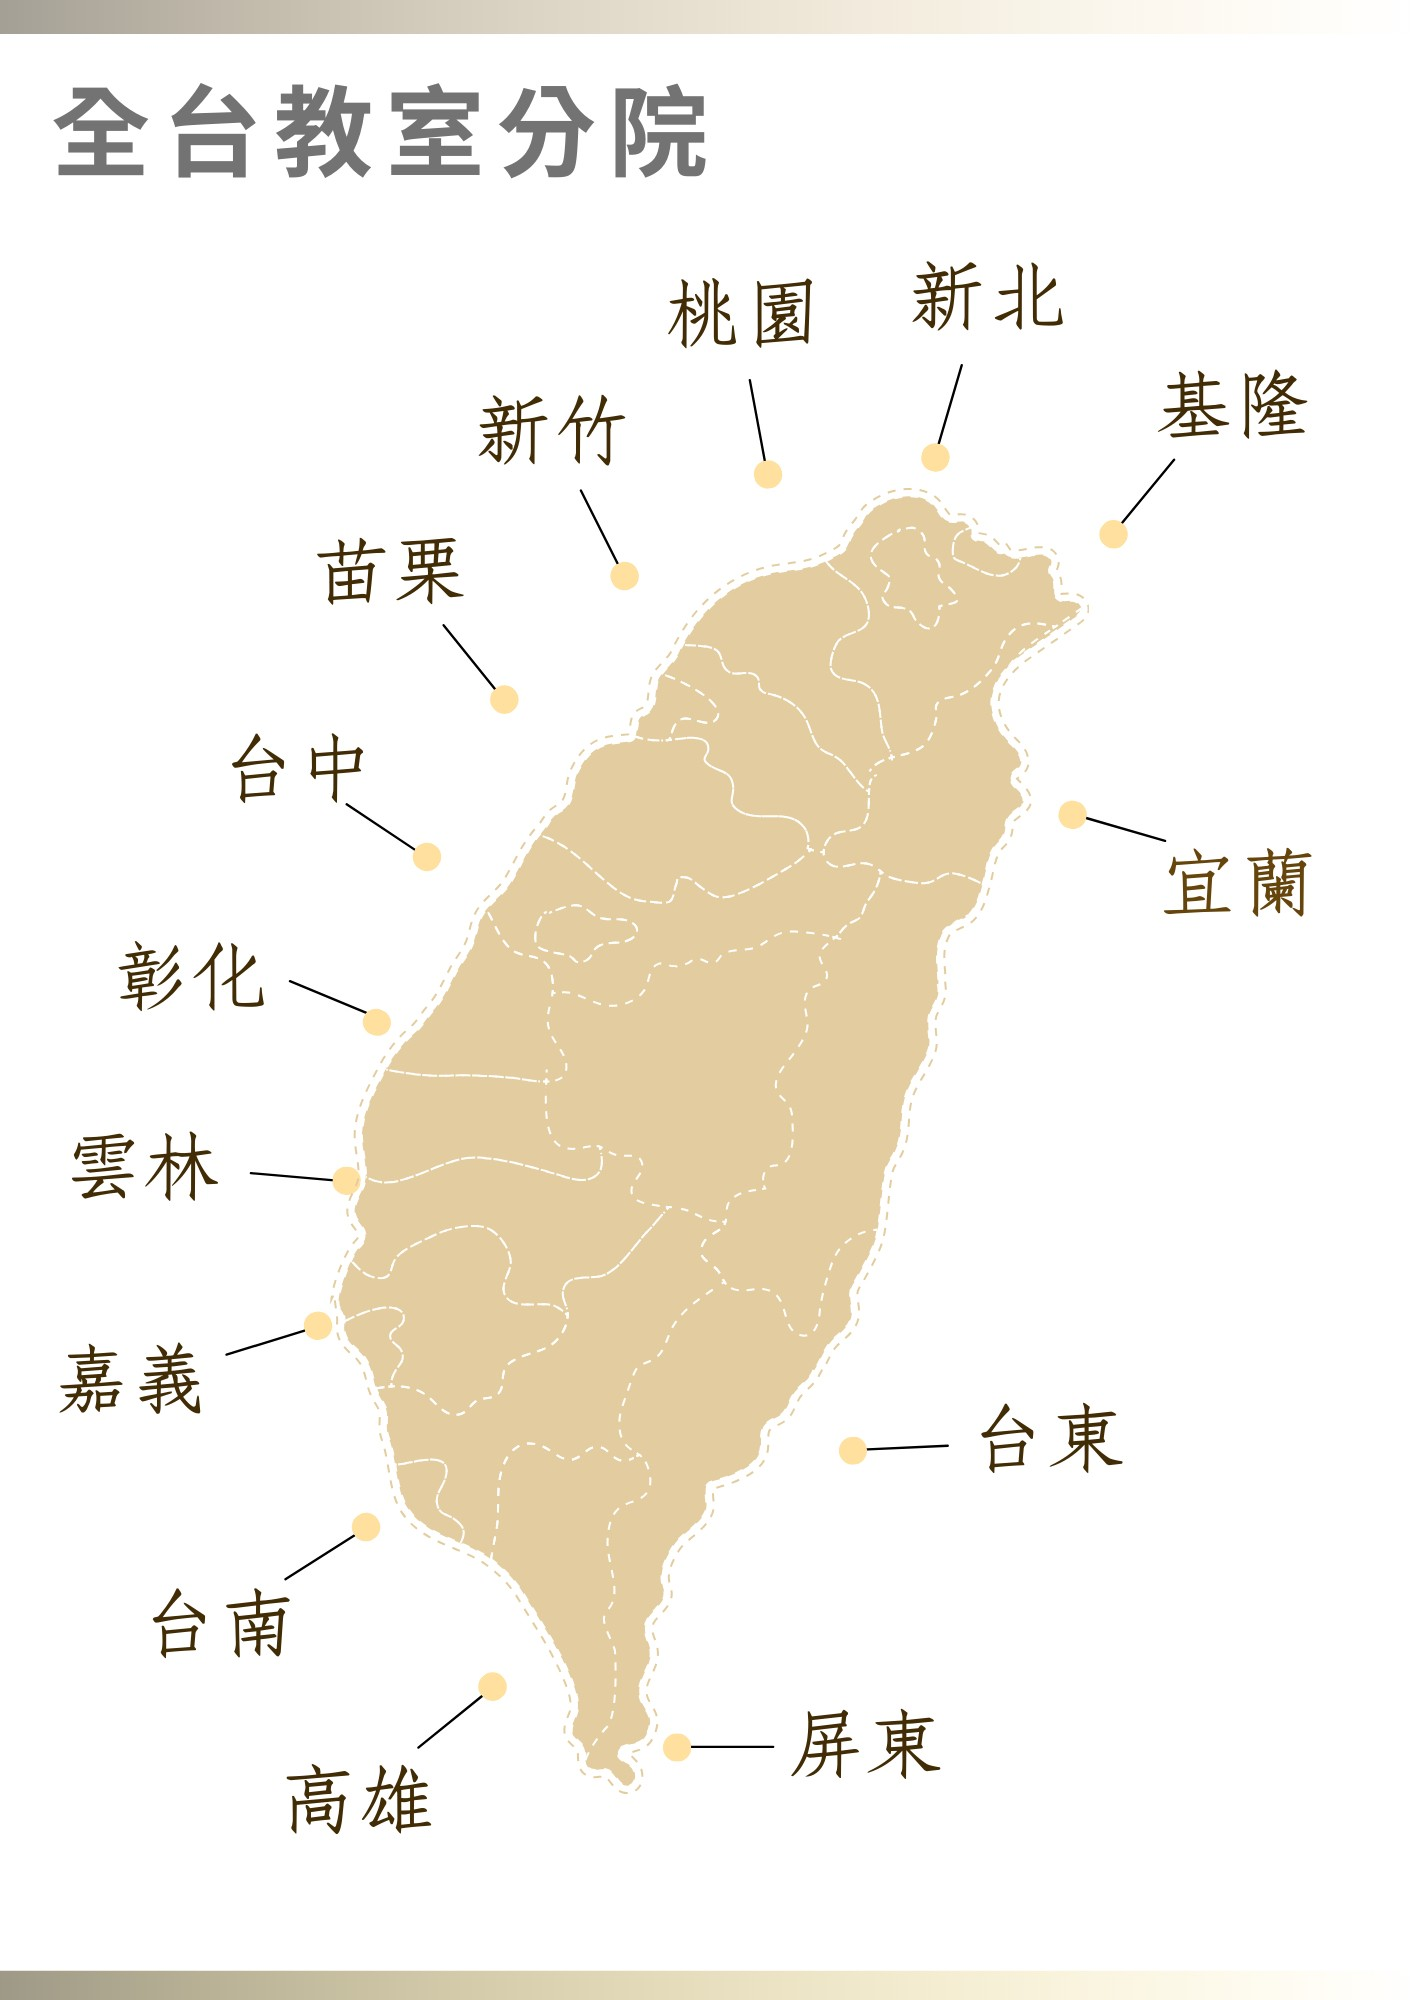 全台教室分院
桃園
新北
基隆
新竹
苗栗
台中
宜蘭
彰化
雲林
嘉義
台東
台南
屏東
高雄